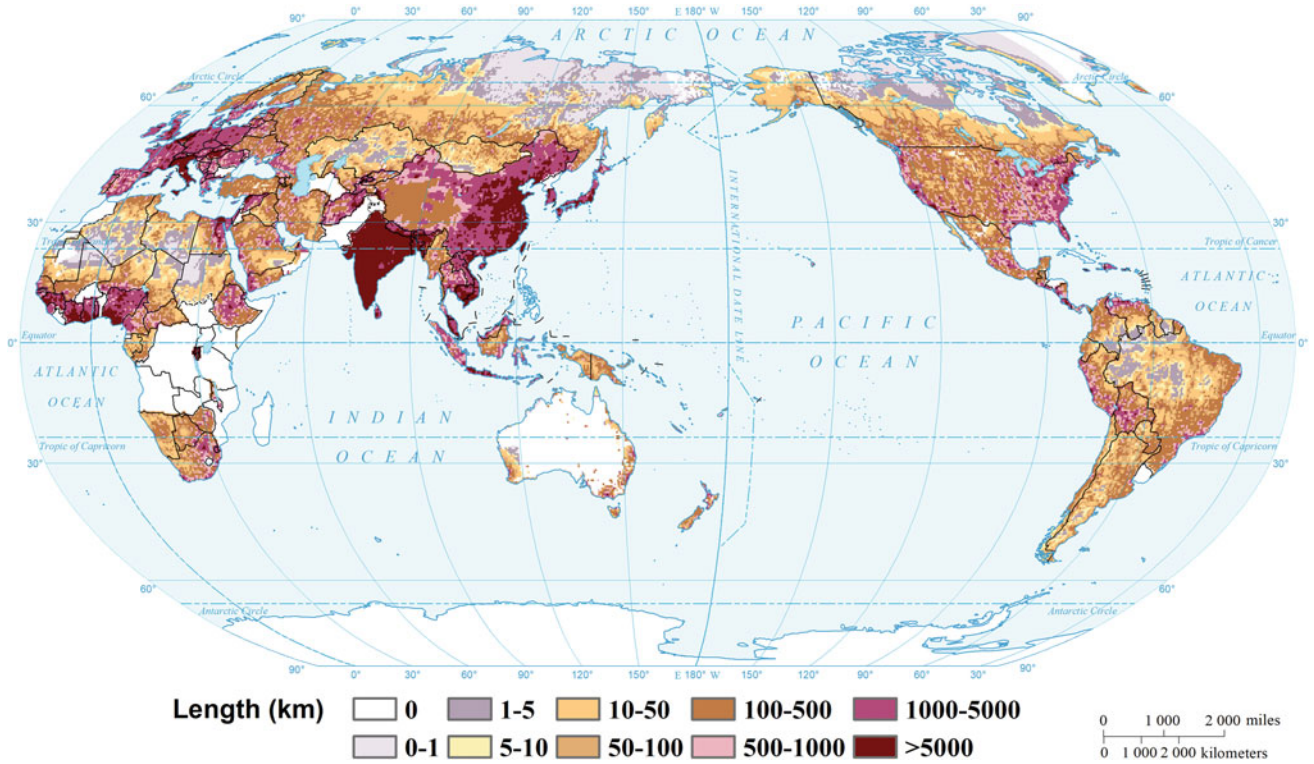 90° 0° 30° 60° 90° 120° 150° E 180° W 150° 120° 90° 60° 30° 0° 90°
ARCTIC OCEAN
Arctic Circle
Arctic Circle
60°
60°
INTERNATIONAL DATE LINE
30°
30°
Tropic of Cancer
ATLANTIC
OCEAN
PACIFIC
OCEAN
Equator
Equator
0°
0°
ATLANTIC
OCEAN
INDIAN
OCEAN
Tropic of Capricorn
Tropic of Capricorn
30°
30°
60°
60°
Antarctic Circle
Antarctic Circle
90° 0° 30° 60° 90° 120° 150° E 180° W 150° 120° 90° 60° 30° 0° 90°
Length (km) 0 1-5 10-50 100-500 1000-5000
0-1 5-10 50-100 500-1000 >5000
0 1 000 2 000 miles
0 1 000 2 000 kilometers